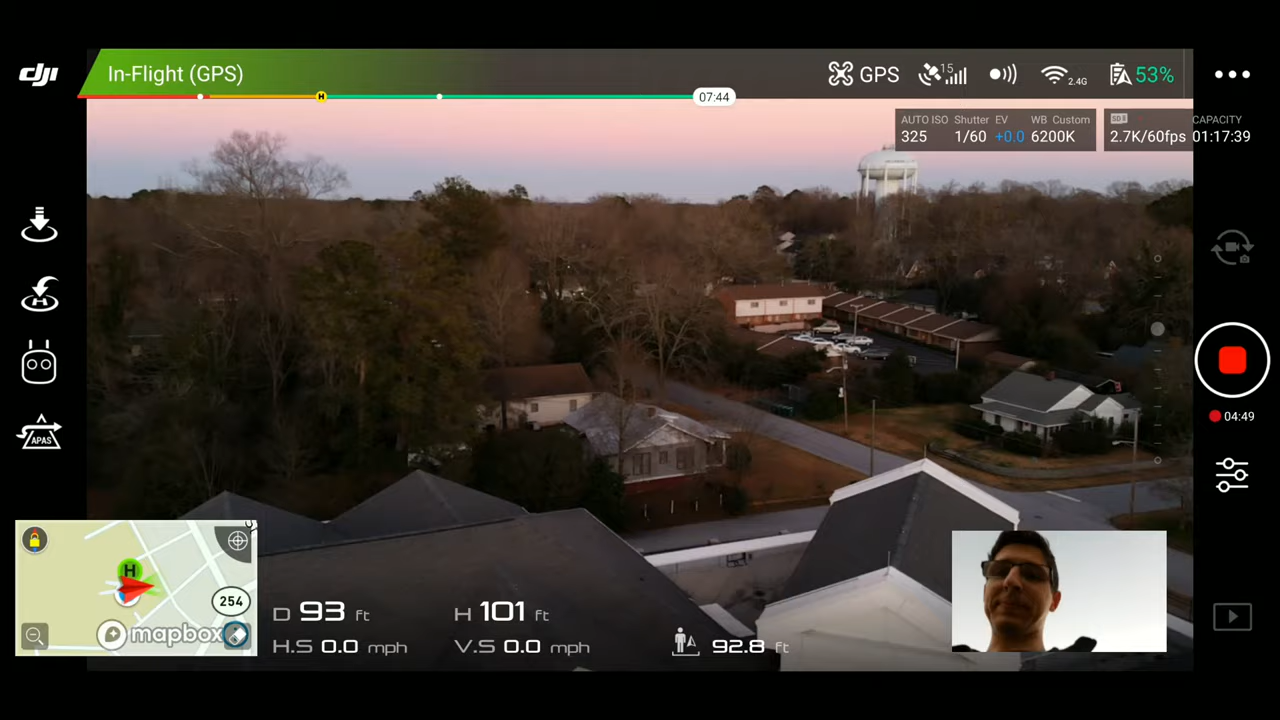 dji
In-Flight (GPS)
GPS
15
2.4G
53%
H
07:44
AUTO ISO Shutter EV WB Custom
325 1/60 +0.0 6200K
CAPACITY
2.7K/60fps 01:17:39
H
APAS
04:49
H
254
mapbox
D 93 ft H 101 ft
H.S 0.0 mph V.S 0.0 mph 92.8 ft